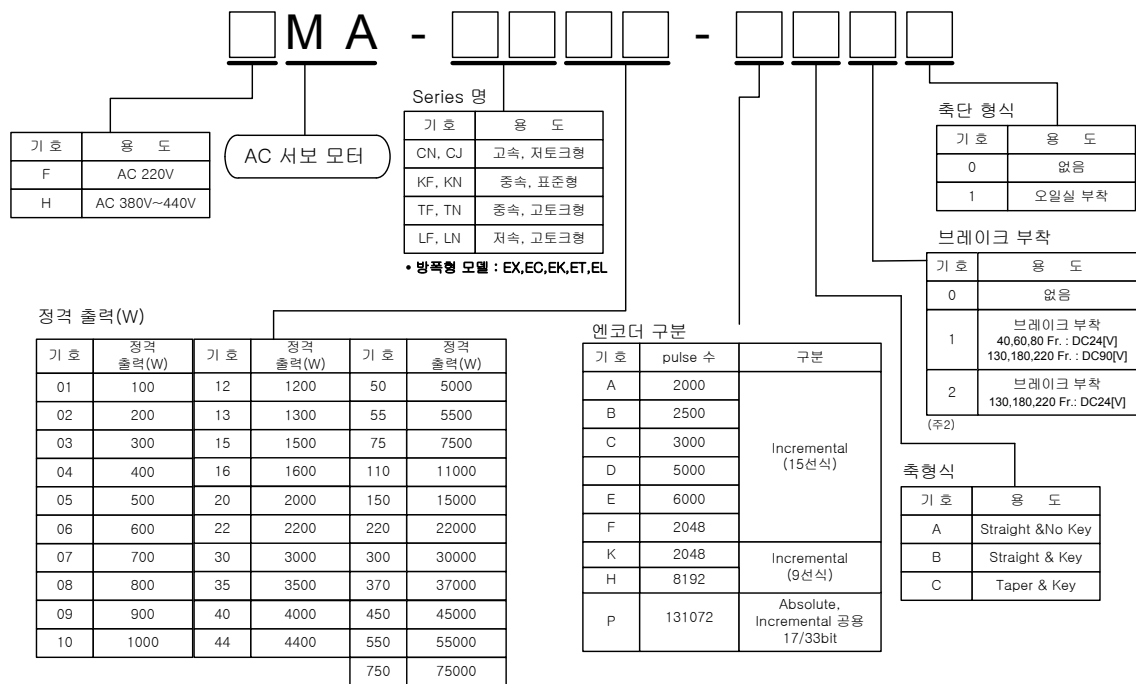 MA - -
기 호 용 도
F AC 220V
H AC 380V~440V
AC 서보 모터
Series 명
기 호 용 도
CN, CJ 고속, 저토크형
KF, KN 중속, 표준형
TF, TN 중속, 고토크형
LF, LN 저속, 고토크형
• 방폭형 모델 : EX,EC,EK,ET,EL
축단 형식
기 호 용 도
0 없음
1 오일실 부착
브레이크 부착
기 호 용 도
0 없음
1 브레이크 부착
40,60,80 Fr. : DC24[V]
130,180,220 Fr. : DC90[V]
2 브레이크 부착
130,180,220 Fr.: DC24[V]
(주2)
축형식
기 호 용 도
A Straight &No Key
B Straight & Key
C Taper & Key
정격 출력(W)
기 호 정격 출력(W) 기 호 정격 출력(W) 기 호 정격 출력(W)
01 100 12 1200 50 5000
02 200 13 1300 55 5500
03 300 15 1500 75 7500
04 400 16 1600 110 11000
05 500 20 2000 150 15000
06 600 22 2200 220 22000
07 700 30 3000 300 30000
08 800 35 3500 370 37000
09 900 40 4000 450 45000
10 1000 44 4400 550 55000
750 75000
엔코더 구분
기 호 pulse 수 구분
A 2000
B 2500
C 3000
D 5000
E 6000
F 2048
Incremental
(15선식)
K 2048
H 8192
Incremental
(9선식)
P 131072
Absolute,
Incremental 공용
17/33bit